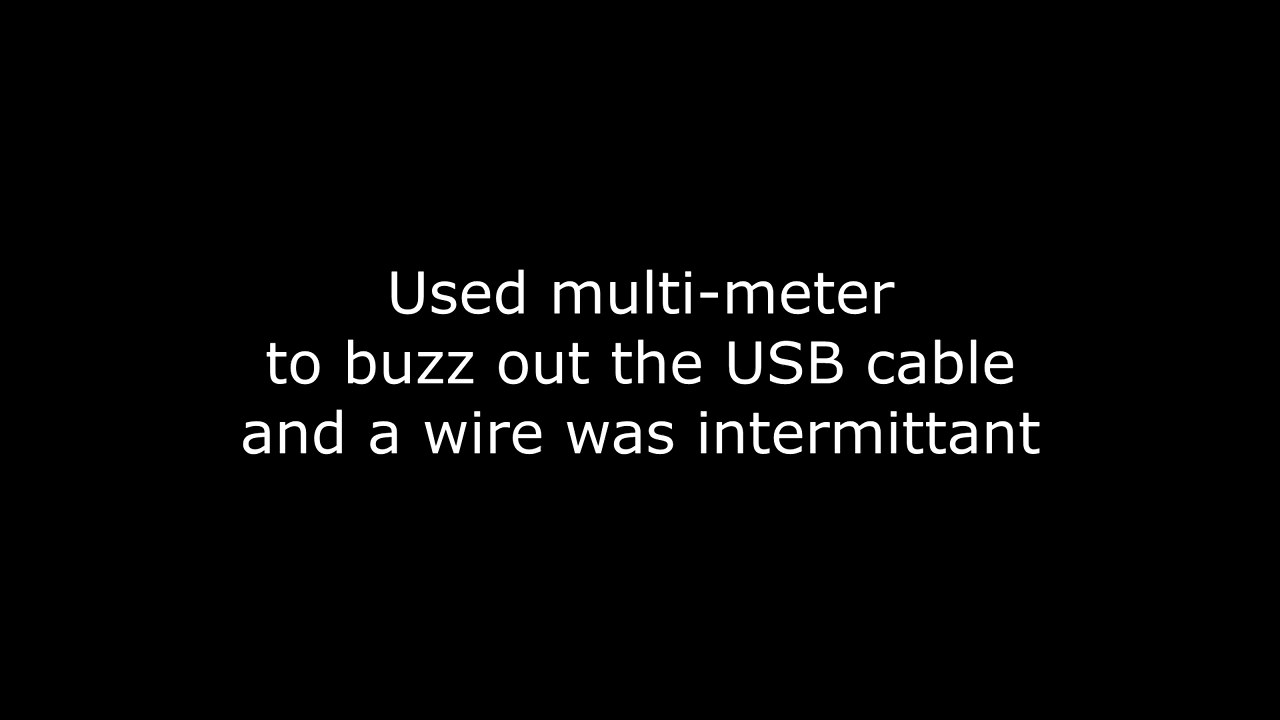 Used multi-meter
to buzz out the USB cable
and a wire was intermittant